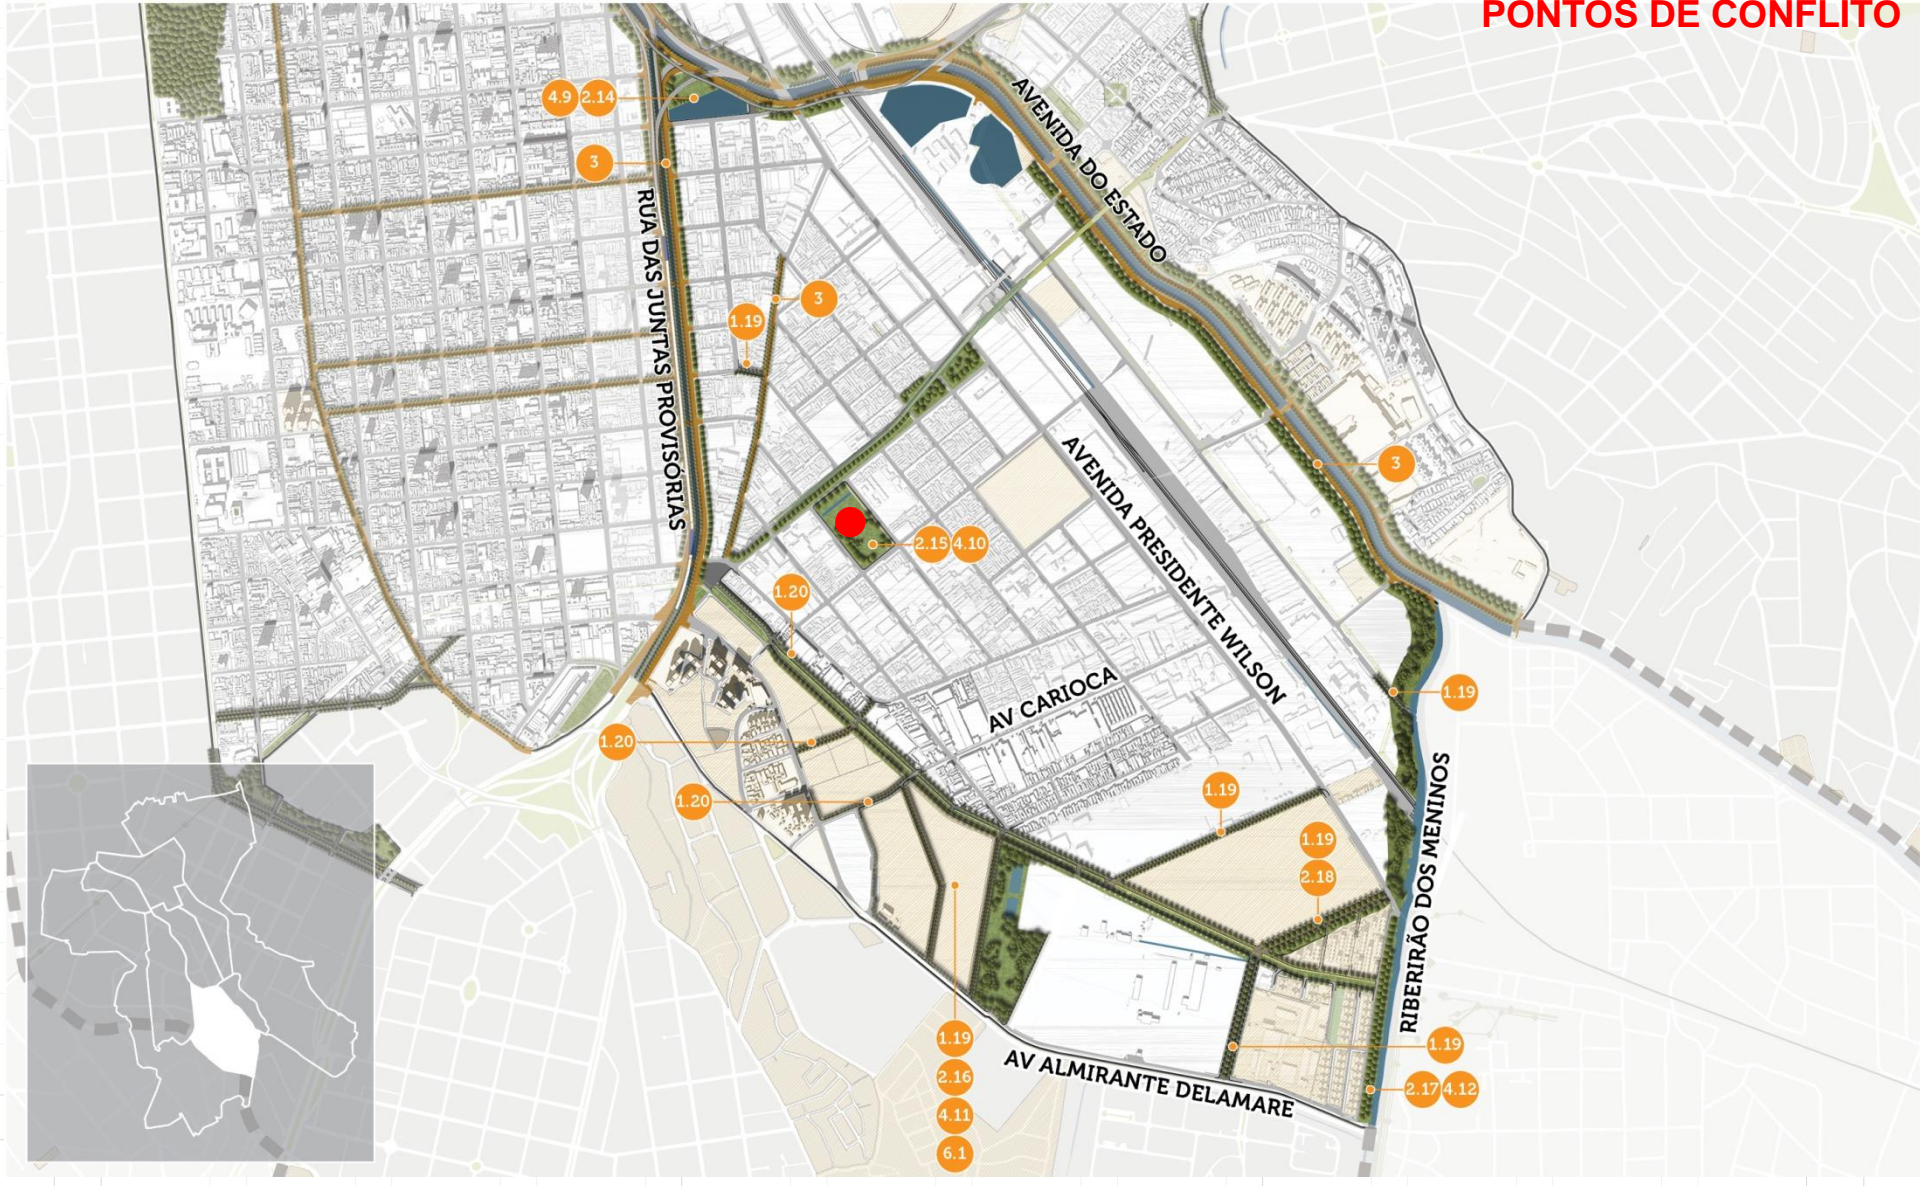 PONTOS DE CONFLITO
AVENIDA DO ESTADO
4.9 2.14
3
RUA DAS JUNTAS PROVISÓRIAS
3
1.19
AVENIDA PRESIDENTE WILSON
3
2.15 4.10
1.20
AV CARIOCA
1.19
1.20
1.20
1.19
1.19
2.18
RIBERIRÃO DOS MENINOS
1.19
2.16
4.11
6.1
AV ALMIRANTE DELAMARE
1.19
2.17 4.12